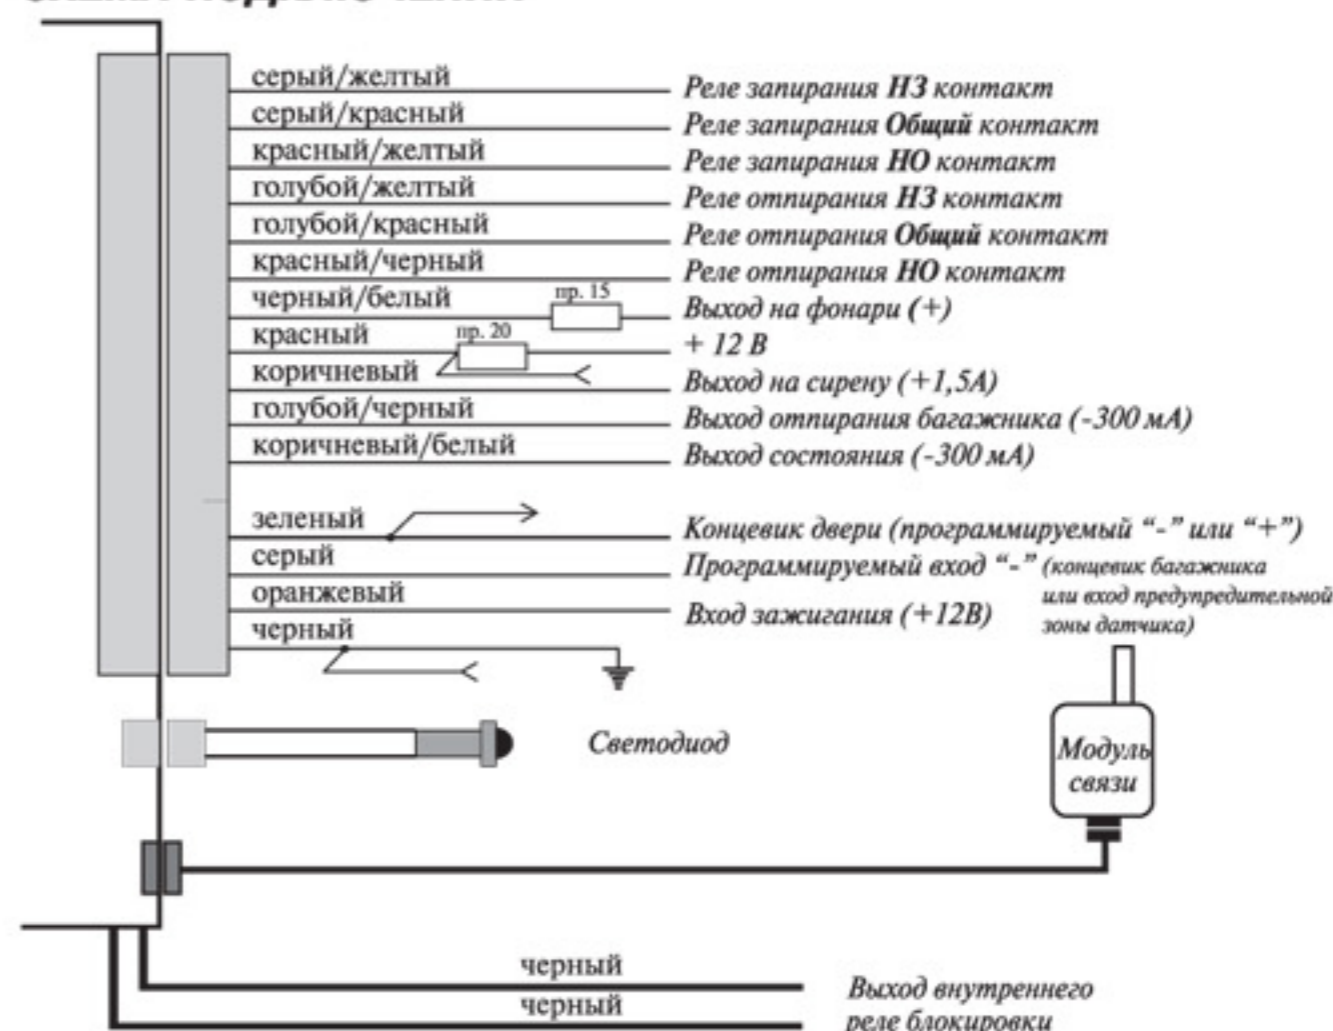 серый/желтый Реле запирания НЗ контакт
серый/красный Реле запирания Общий контакт
красный/желтый Реле запирания НО контакт
голубой/желтый Реле отпирания НЗ контакт
голубой/красный Реле отпирания Общий контакт
красный/черный Реле отпирания НО контакт
черный/белый пр. 15 Выход на фонари (+)
красный пр. 20 + 12 В
коричневый Выход на сирену (+1,5А)
голубой/черный Выход отпирания багажника (-300 мА)
коричневый/белый Выход состояния (-300 мА)
зеленый Концевик двери (программируемый “-” или “+”)
серый Программируемый вход “-” (концевик багажника
или вход предупредительной
зоны датчика)
оранжевый Вход зажигания (+12В)
черный
Светодиод
Модуль
связи
черный
черный
Выход внутреннего
реле блокировки